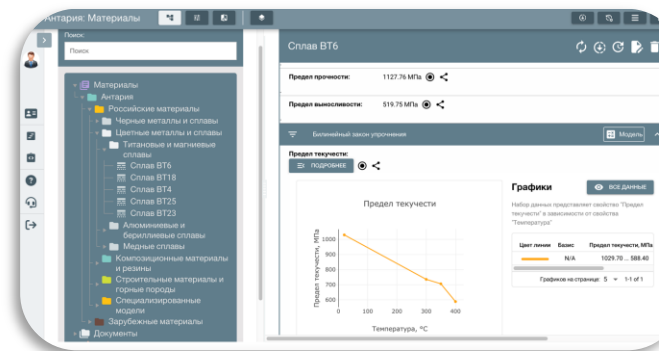 Антария: Материалы
Поиск:
Поиск
Материалы
Антария
Российские материалы
Черные металлы и сплавы
Цветные металлы и сплавы
Титановые и магниевые
сплавы
Сплав ВТ6
Сплав ВТ18
Сплав ВТ4
Сплав ВТ25
Сплав ВТ23
Алюминиевые и
бериллиевые сплавы
Медные сплавы
Композиционные материалы
и резины
Строительные материалы и
горные породы
Специализированные
модели
Зарубежные материалы
Документы
Сплав ВТ6
Предел прочности: 1127.76 МПа
Предел выносливости: 519.75 МПа
Билинейный закон упрочнения Модель
Предел текучести:
ПОДРОБНЕЕ
Предел текучести
Предел текучести, МПа
1000
900
800
700
600
0 100 200 300 400
Температура, °C
Графики ВСЕ ДАННЫЕ
Набор данных представляет свойство "Предел
текучести" в зависимости от свойства
"Температура"
Цвет линии Базис Предел текучести, МПа
N/A 1029.70 ... 588.40
Графиков на странице: 5 1-1 of 1